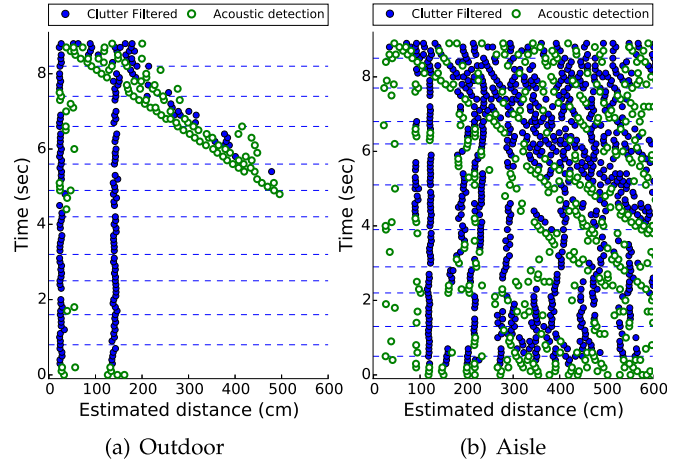 Clutter Filtered Acoustic detection Clutter Filtered Acoustic detection
8
6
4
2
0
0 100 200 300 400 500 600
Time (sec)
Estimated distance (cm)
8
6
4
2
0
0 100 200 300 400 500 600
Time (sec)
Estimated distance (cm)
(a) Outdoor (b) Aisle